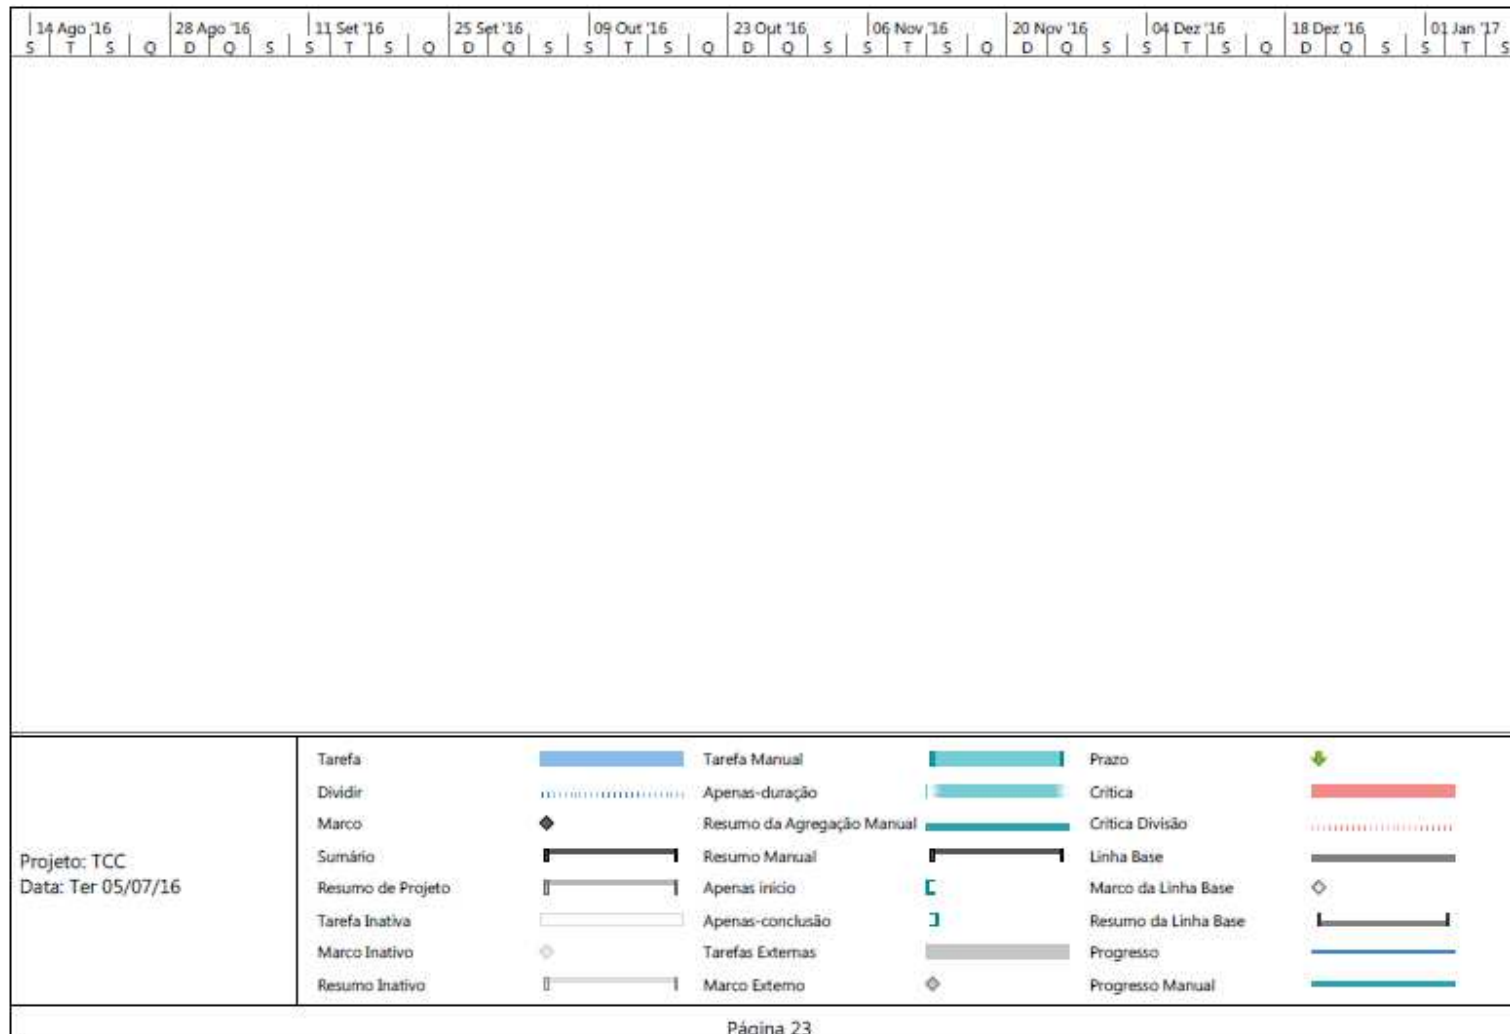 14 Ago '16 28 Ago '16 11 Set '16 25 Set '16 09 Out '16 23 Out '16 06 Nov '16 20 Nov '16 04 Dez '16 18 Dez '16 01 Jan '17
S T S Q D Q S S T S Q D Q S S T S Q D Q S S T S Q D Q S S T S Q D Q S S T S
Tarefa Tarefa Manual Prazo
Dividir Apenas-duração Crítica
Marco Resumo da Agregação Manual Crítica Divisão
Sumário Resumo Manual Linha Base
Resumo de Projeto Apenas início Marco da Linha Base
Tarefa Inativa Apenas-conclusão Resumo da Linha Base
Marco Inativo Tarefas Externas Progresso
Resumo Inativo Marco Externo Progresso Manual
Projeto: TCC
Data: Ter 05/07/16
Página 23